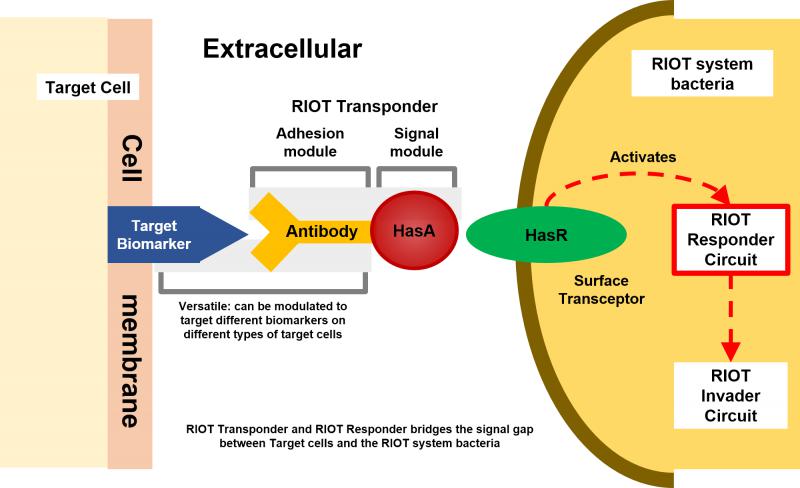 Extracellular
Target Cell
Cell
membrane
RIOT Transponder
Adhesion
module
Signal
module
Target
Biomarker
Antibody
HasA
HasR
Versatile: can be modulated to
target different biomarkers on
different types of target cells
RIOT Transponder and RIOT Responder bridges the signal gap
between Target cells and the RIOT system bacteria
RIOT system
bacteria
Activates
RIOT
Responder
Circuit
Surface
Transceptor
RIOT
Invader
Circuit